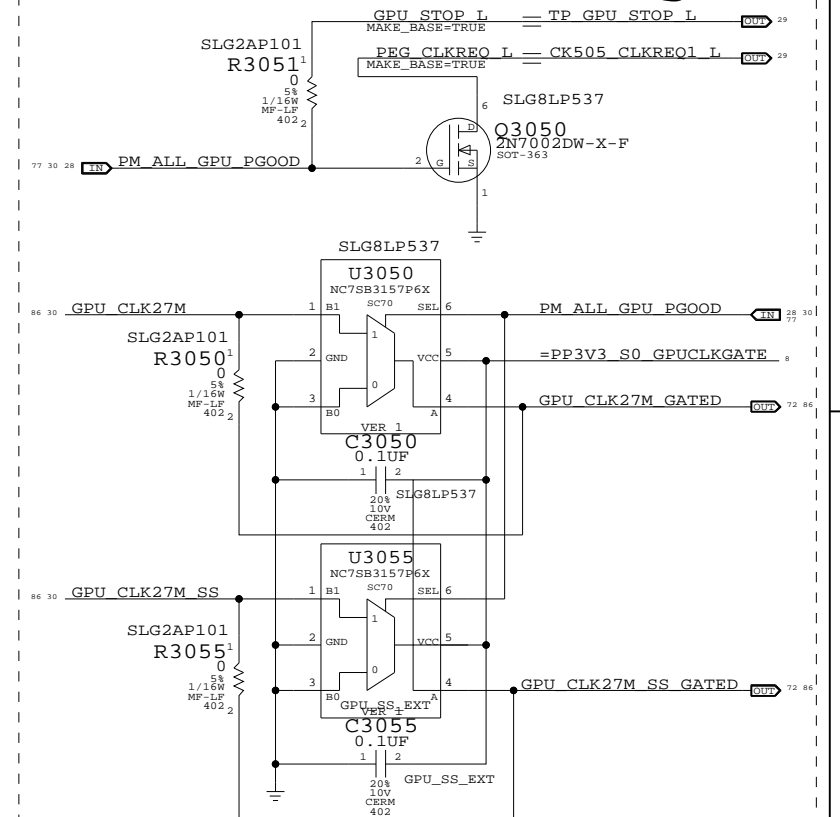 GPU_STOP_L TP_GPU_STOP_L OUT 29
MAKE_BASE=TRUE
PEG_CLKREQ_L CK505_CLKREQ1_L OUT 29
MAKE_BASE=TRUE
SLG2AP101
R3051 1
0
5%
1/16W
MF-LF
402 2
6 SLG8LP537
D
Q3050
2N7002DW-X-F
SOT-363
77 30 28 IN PM_ALL_GPU_PGOOD 2 G S
1
SLG8LP537
U3050
NC7SB3157P6X
SC70
86 30 GPU_CLK27M 1 B1 SEL 6 PM_ALL_GPU_PGOOD IN 28 30
77
1
SLG2AP101
R3050 1
0
5%
1/16W
MF-LF
402 2
2 GND VCC 5 =PP3V3_S0_GPUCLKGATE 8
0
3 B0 A 4 GPU_CLK27M_GATED OUT 72 86
VER 1
C3050
0.1UF
1 2
SLG8LP537
20%
10V
CERM
402
U3055
NC7SB3157P6X
SC70
86 30 GPU_CLK27M_SS 1 B1 SEL 6
1
SLG2AP101
R3055 1
0
5%
1/16W
MF-LF
402 2
2 GND VCC 5
0
3 B0 A 4 GPU_CLK27M_SS_GATED OUT 72 86
GPU_SS_EXT
VER 1
C3055
0.1UF
1 2
GPU_SS_EXT
20%
10V
CERM
402